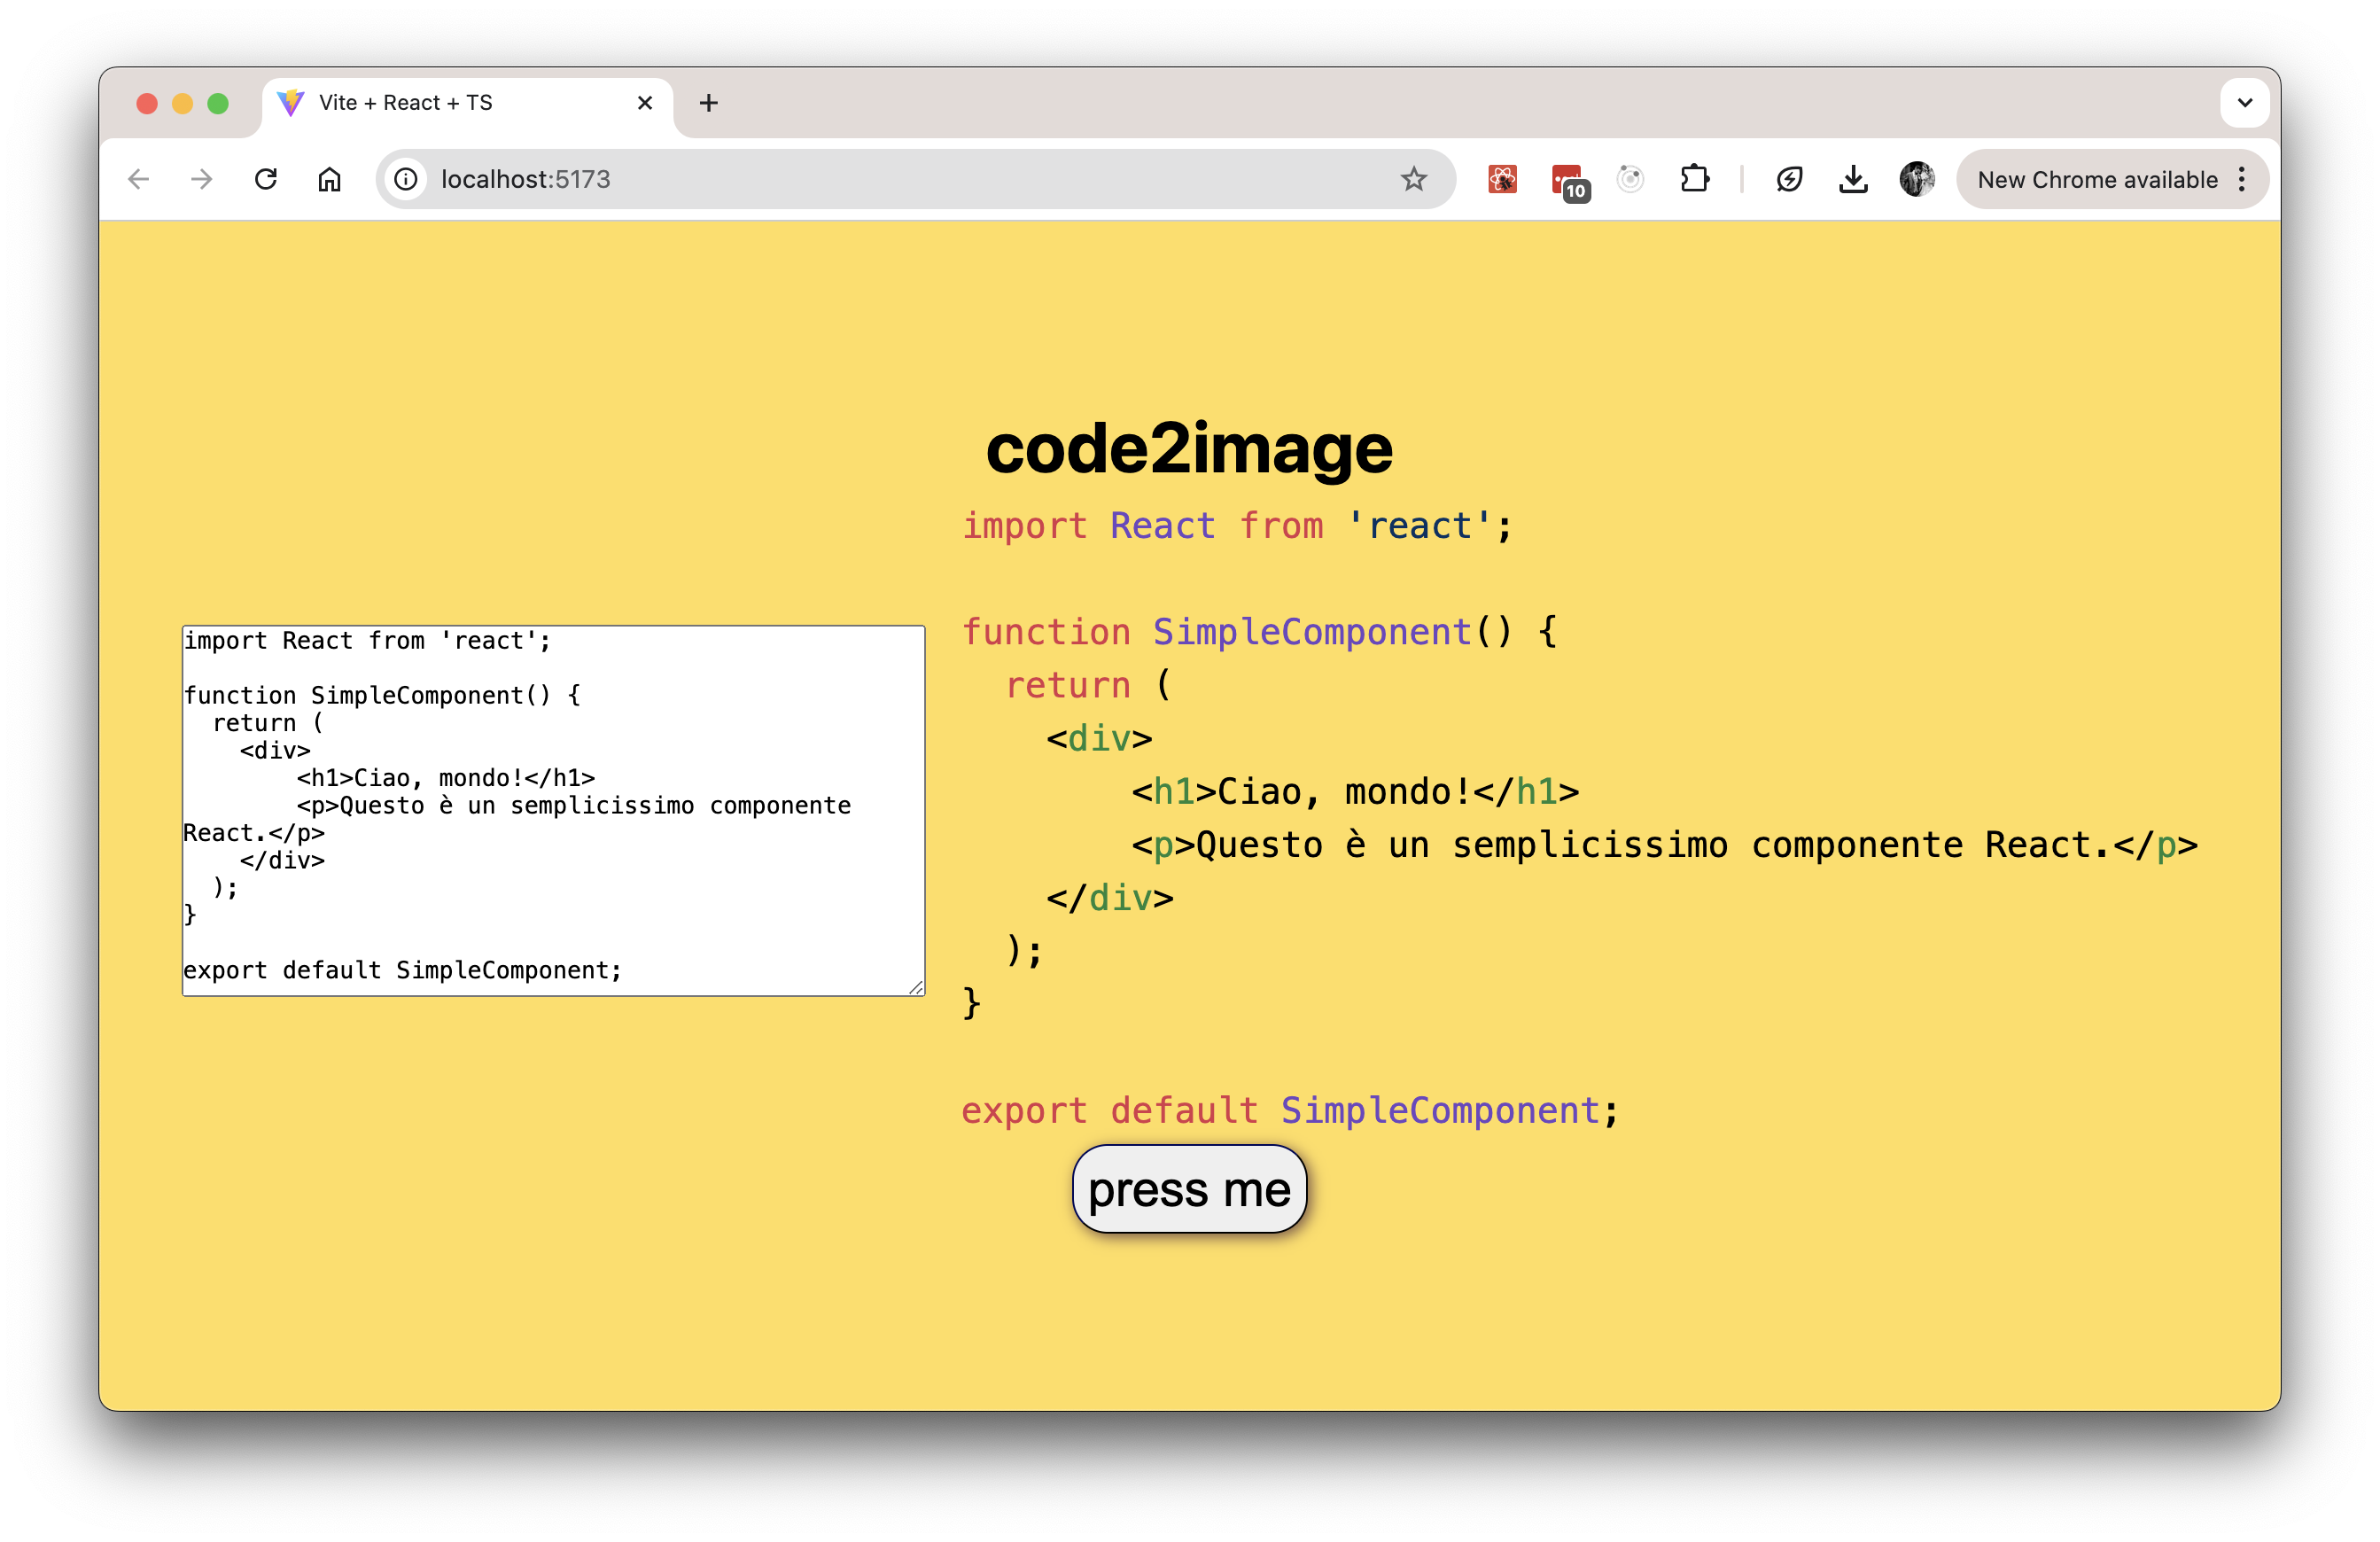 Vite + React + TS
localhost:5173
10
New Chrome available
code2image
import React from 'react';

function SimpleComponent() {
  return (
    <div>
        <h1>Ciao, mondo!</h1>
        <p>Questo è un semplicissimo componente
React.</p>
    </div>
  );
}

export default SimpleComponent;
import React from 'react';

function SimpleComponent() {
  return (
    <div>
        <h1>Ciao, mondo!</h1>
        <p>Questo è un semplicissimo componente React.</p>
    </div>
  );
}

export default SimpleComponent;
press me